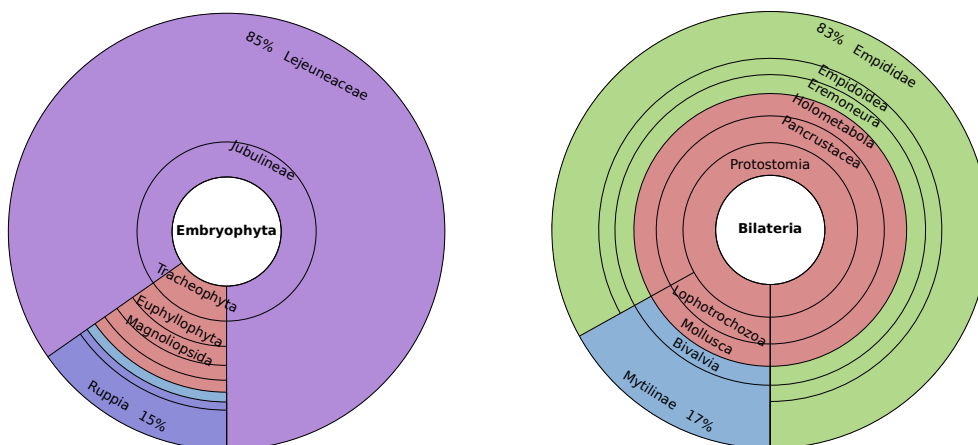 85%   Lejeuneaceae
Jubulineae
Embryophyta
Tracheophyta
Euphyllophyta
Magnoliopsida
Ruppia   15%
83%   Empididae
Empidoidea
Eremoneura
Holometabola
Pancrustacea
Protostomia
Bilateria
Lophotrochozoa
Mollusca
Bivalvia
Mytilinae   17%